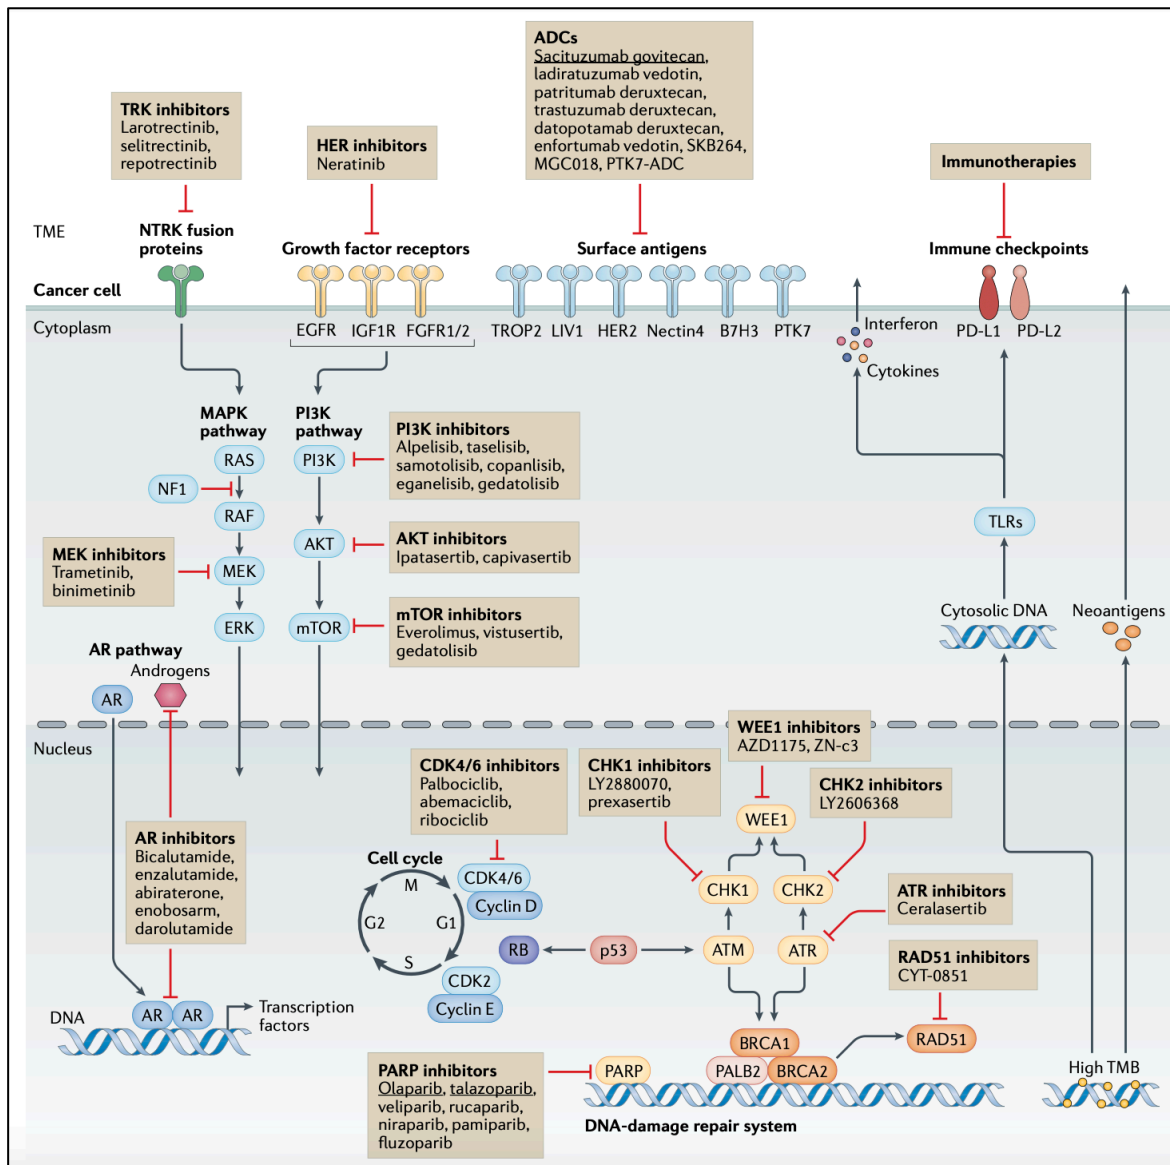 ADCs
Sacituzumab govitecan,
ladiratuzumab vedotin,
patritumab deruxtecan,
trastuzumab deruxtecan,
datopotamab deruxtecan,
enfortumab vedotin, SKB264,
MGC018, PTK7-ADC
TRK inhibitors
Larotrectinib,
selitrectinib,
repotrectinib
HER inhibitors
Neratinib
Immunotherapies
TME
NTRK fusion
proteins
Growth factor receptors
Surface antigens
Immune checkpoints
Cancer cell
Cytoplasm
EGFR
IGF1R
FGFR1/2
TROP2
LIV1
HER2
Nectin4
B7H3
PTK7
Interferon
Cytokines
PD-L1
PD-L2
MAPK
pathway
PI3K
pathway
RAS
NF1
RAF
MEK
ERK
PI3K
AKT
mTOR
PI3K inhibitors
Alpelisib, taselisib,
samotolisib, copanlisib,
eganelisib, gedatolisib
AKT inhibitors
Ipatasertib, capivasertib
mTOR inhibitors
Everolimus, vistusertib,
gedatolisib
MEK inhibitors
Trametinib,
binimetinib
TLRs
Cytosolic DNA
Neoantigens
AR pathway
Androgens
AR
Nucleus
WEE1 inhibitors
AZD1175, ZN-c3
CDK4/6 inhibitors
Palbociclib,
abemaciclib,
ribociclib
CHK1 inhibitors
LY2880070,
prexasertib
CHK2 inhibitors
LY2606368
AR inhibitors
Bicalutamide,
enzalutamide,
abiraterone,
enobosarm,
darolutamide
Cell cycle
M
G1
S
G2
CDK4/6
Cyclin D
CDK2
Cyclin E
RB
p53
WEE1
CHK1
CHK2
ATM
ATR
ATR inhibitors
Ceralasertib
RAD51 inhibitors
CYT-0851
DNA
AR
AR
Transcription
factors
BRCA1
PALB2
BRCA2
RAD51
PARP
PARP inhibitors
Olaparib, talazoparib,
veliparib, rucaparib,
niraparib, pamiparib,
fluzoparib
DNA-damage repair system
High TMB